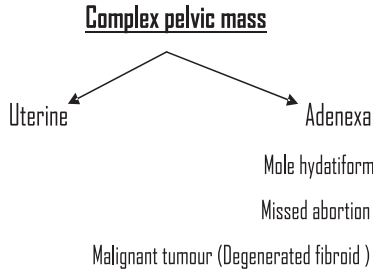 Complex pelvic mass
Uterine
Adenexa
Mole hydatiform
Missed abortion
Malignant tumour (Degenerated fibroid )